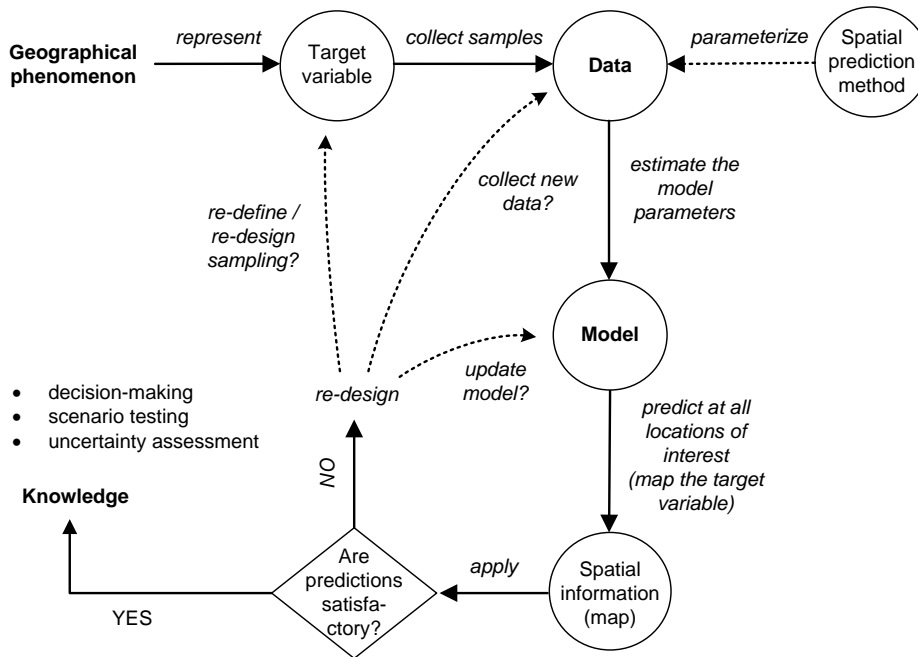 Geographical
phenomenon
represent
Target
variable
collect samples
Data
parameterize
Spatial
prediction
method
estimate the
model
parameters
collect new
data?
re-define /
re-design
sampling?
Model
update
model?
re-design
• decision-making
• scenario testing
• uncertainty assessment
predict at all
locations of
interest
(map the target
variable)
NO
Knowledge
Are
predictions
satisfa-
ctory?
apply
Spatial
information
(map)
YES